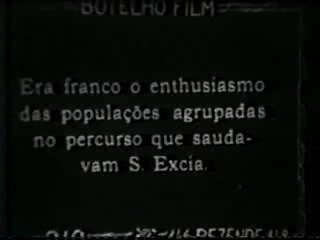 BOTELHO FILM
Era franco o enthusiasmo
das populações agrupadas
no percurso que sauda-
vam S. Excia.